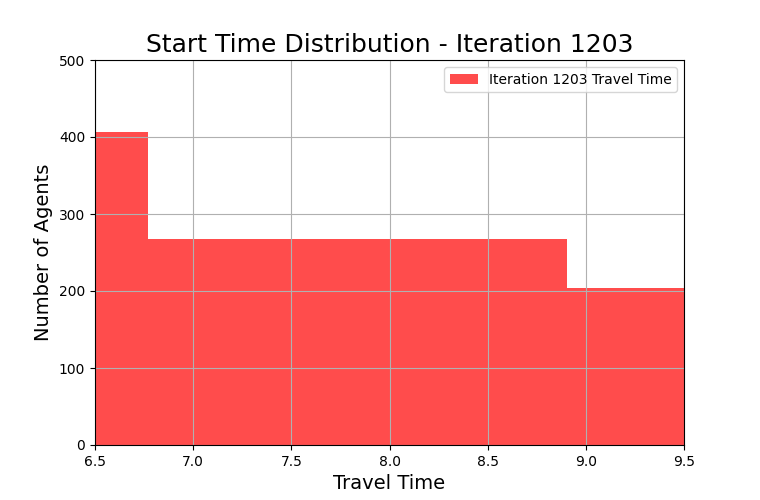 Start Time Distribution - Iteration 1203
500
Iteration 1203 Travel Time
400
300
200
100
0
Number of Agents
6.5 7.0 7.5 8.0 8.5 9.0 9.5
Travel Time